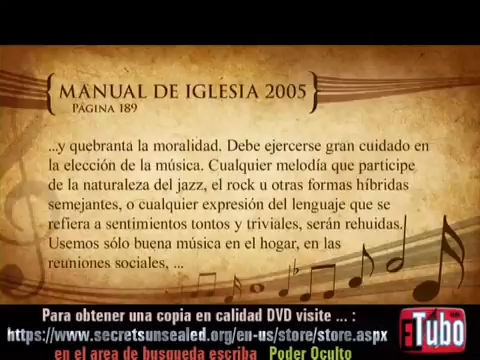 MANUAL DE IGLESIA 2005
PÁGINA 189
...y quebranta la moralidad. Debe ejercerse gran cuidado en
la elección de la música. Cualquier melodía que participe
de la naturaleza del jazz, el rock u otras formas híbridas
semejantes, o cualquier expresión del lenguaje que se
refiera a sentimientos tontos y triviales, serán rehuidas.
Usemos sólo buena música en el hogar, en las
reuniones sociales, ...
Para obtener una copia en calidad DVD visite ... :
https://www.secretsunsealed.org/en-us/store/store.aspx
en el area de busqueda escriba Poder Oculto
FTubo